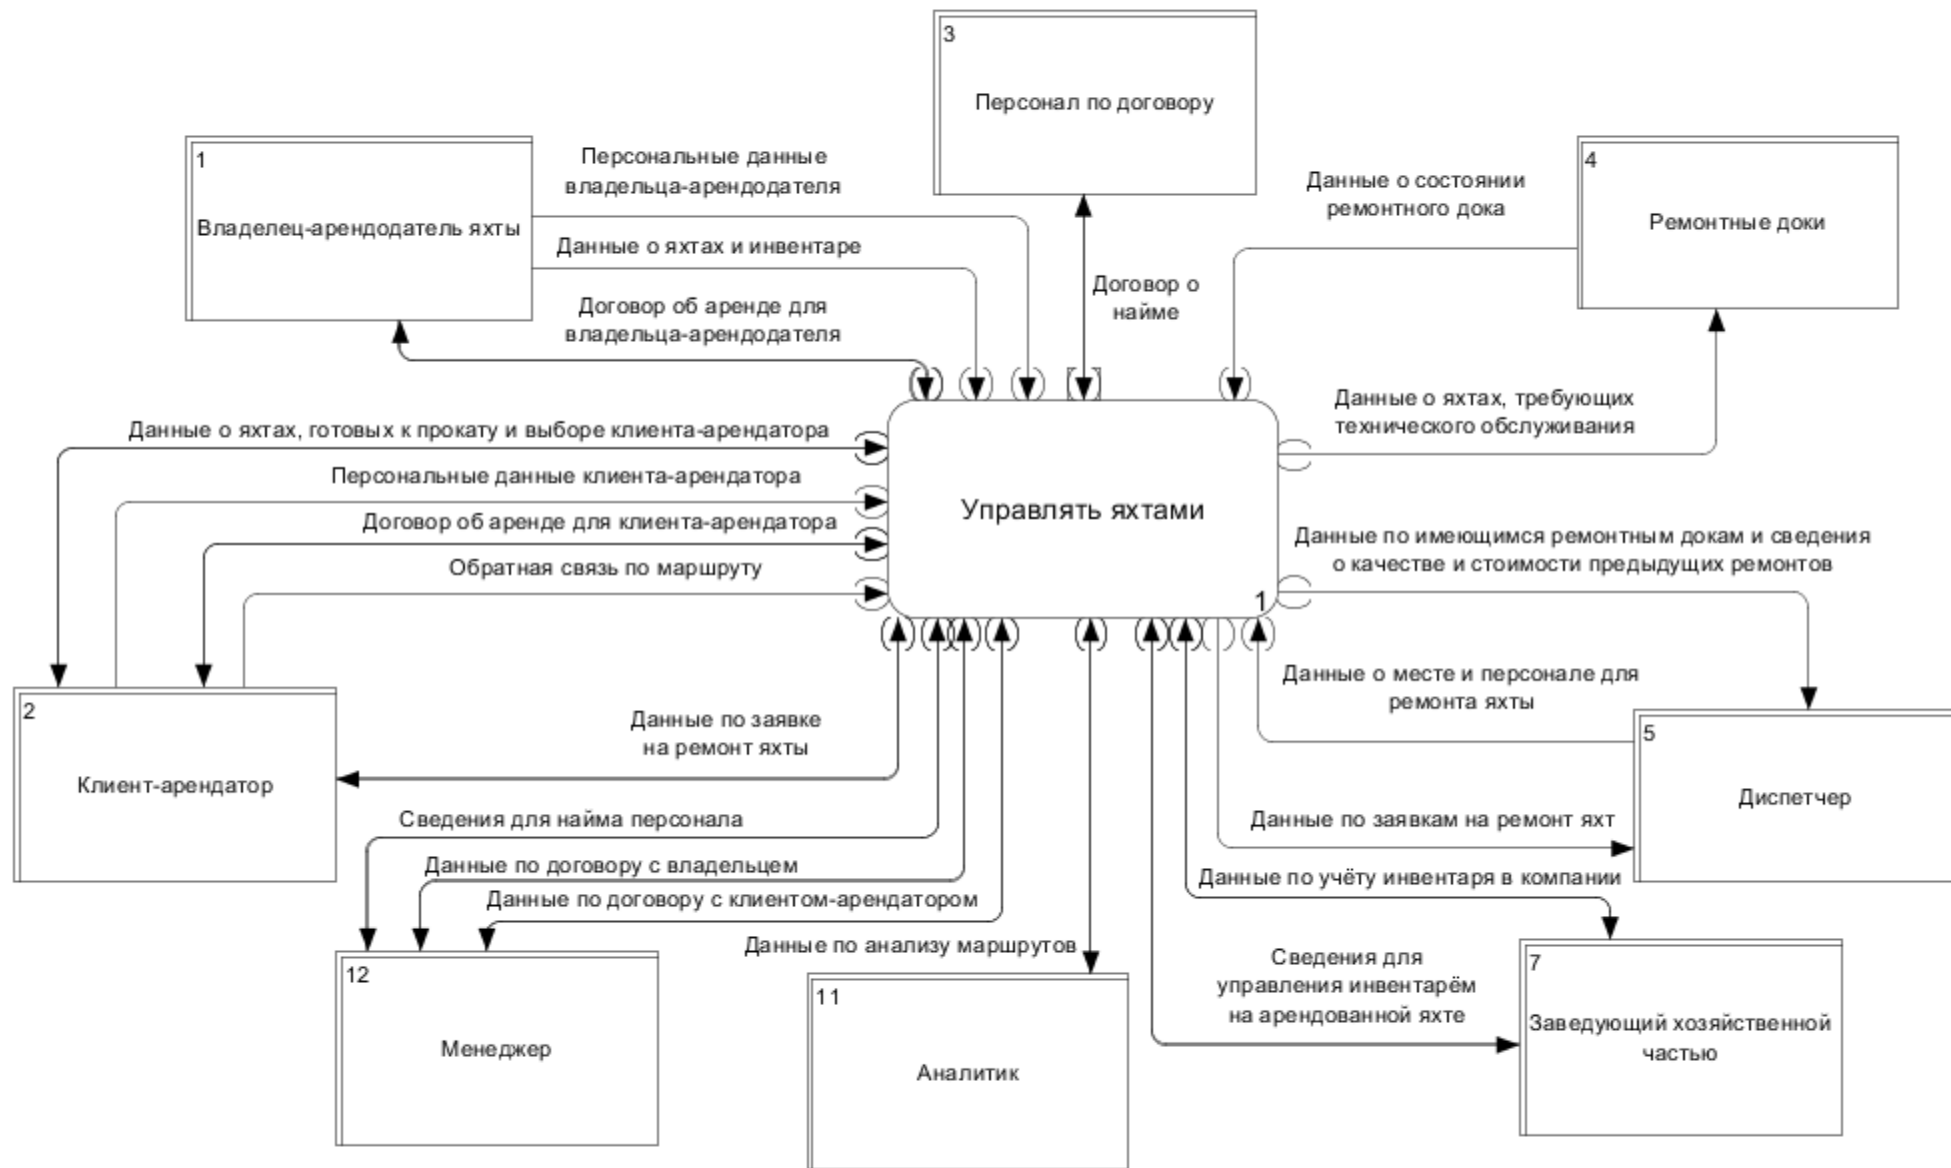 3
Персонал по договору
1
Владелец-арендодатель яхты
Персональные данные
владельца-арендодателя
Данные о яхтах и инвентаре
Договор об аренде для
владельца-арендодателя
Договор о
найме
Данные о состоянии
ремонтного дока
4
Ремонтные доки
Данные о яхтах, требующих
технического обслуживания
Данные о яхтах, готовых к прокату и выборе клиента-арендатора
Персональные данные клиента-арендатора
Договор об аренде для клиента-арендатора
Обратная связь по маршруту
Управлять яхтами
1
Данные по имеющимся ремонтным докам и сведения
о качестве и стоимости предыдущих ремонтов
2
Клиент-арендатор
Данные по заявке
на ремонт яхты
Данные о месте и персонале для
ремонта яхты
5
Диспетчер
Сведения для найма персонала
Данные по договору с владельцем
Данные по договору с клиентом-арендатором
Данные по заявкам на ремонт яхт
Данные по учёту инвентаря в компании
12
Менеджер
Данные по анализу маршрутов
11
Аналитик
Сведения для
управления инвентарём
на арендованной яхте
7
Заведующий хозяйственной
частью